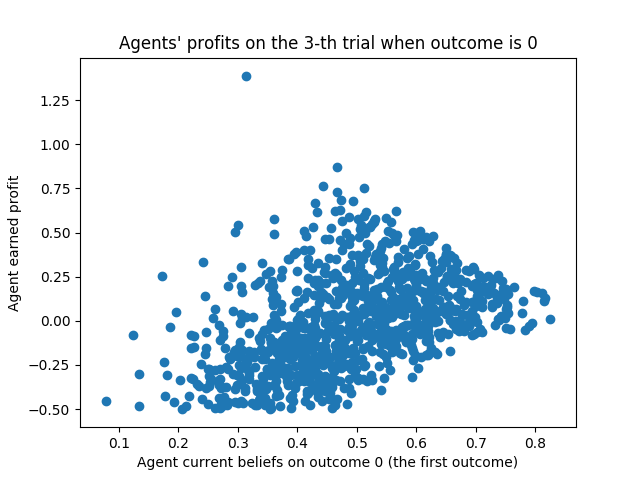 Agents' profits on the 3-th trial when outcome is 0
1.25
1.00
0.75
0.50
0.25
0.00
−0.25
−0.50
Agent earned profit
0.1 0.2 0.3 0.4 0.5 0.6 0.7 0.8
Agent current beliefs on outcome 0 (the first outcome)